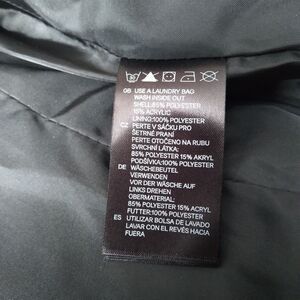 GB USE A LAUNDRY BAG
WASH INSIDE OUT
SHELL:85% POLYESTER
15% ACRYLIC
LINING:100% POLYESTER
CZ PERTE V SÁČKU PRO
ŠETRNÉ PRANÍ
PERTE OTOČENO NA RUBU
SVRCHNÍ LÁTKA:
85% POLYESTER 15% AKRYL
PODŠÍVKA:100% POLYESTER
DE WÄSCHEBEUTEL
VERWENDEN
VOR DER WÄSCHE AUF
LINKS DREHEN
OBERMATERIAL:
85% POLYESTER 15% ACRYL
FUTTER:100% POLYESTER
ES UTILIZAR BOLSA DE LAVADO
LAVAR CON EL REVÉS HACIA
FUERA